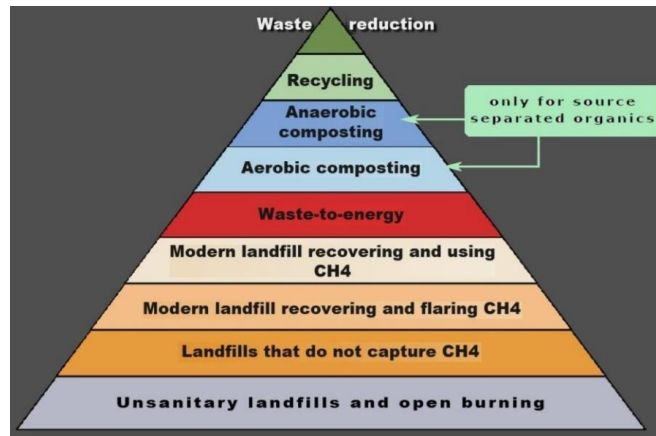 Waste reduction
Recycling
Anaerobic
composting
only for source
separated organics
Aerobic composting
Waste-to-energy
Modern landfill recovering and using
CH4
Modern landfill recovering and flaring CH4
Landfills that do not capture CH4
Unsanitary landfills and open burning